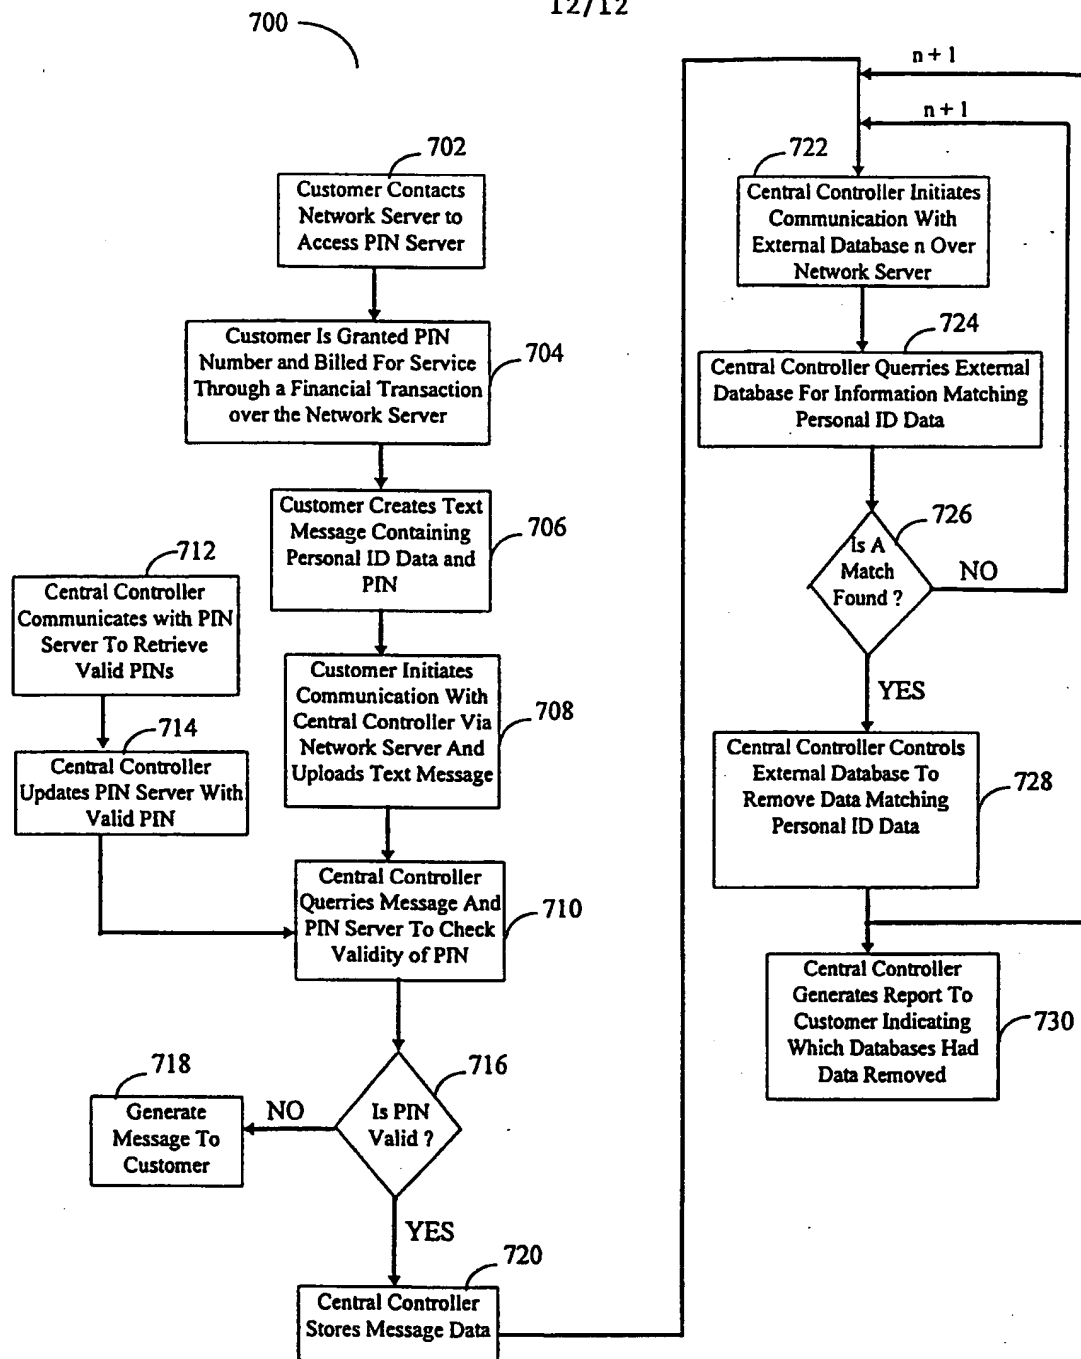 12/12
700
702
Customer Contacts
Network Server to
Access PIN Server
Customer Is Granted PIN
Number and Billed For Service
Through a Financial Transaction
over the Network Server
704
Customer Creates Text
Message Containing
Personal ID Data and
PIN
706
712
Central Controller
Communicates with PIN
Server To Retrieve
Valid PINs
714
Central Controller
Updates PIN Server With
Valid PIN
Customer Initiates
Communication With
Central Controller Via
Network Server And
Uploads Text Message
708
Central Controller
Querries Message And
PIN Server To Check
Validity of PIN
710
716
Is PIN
Valid ?
NO
718
Generate
Message To
Customer
YES
720
Central Controller
Stores Message Data
n + 1
n + 1
722
Central Controller Initiates
Communication With
External Database n Over
Network Server
724
Central Controller Querries External
Database For Information Matching
Personal ID Data
726
Is A
Match
Found ?
NO
YES
Central Controller Controls
External Database To
Remove Data Matching
Personal ID Data
728
Central Controller
Generates Report To
Customer Indicating
Which Databases Had
Data Removed
730